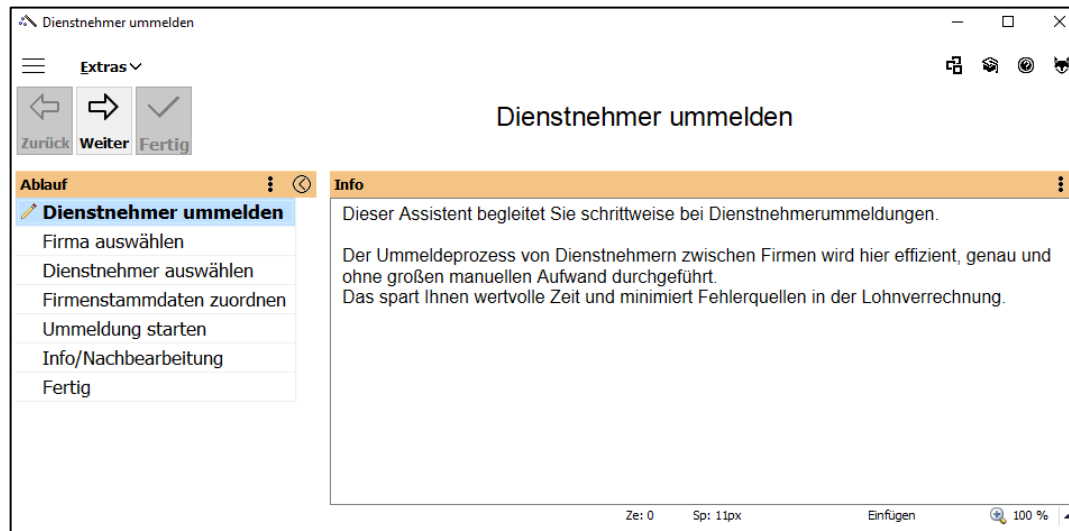 Dienstnehmer ummelden
Extras
Zurück Weiter Fertig
Dienstnehmer ummelden
Ablauf
Dienstnehmer ummelden
Firma auswählen
Dienstnehmer auswählen
Firmenstammdaten zuordnen
Ummeldung starten
Info/Nachbearbeitung
Fertig
Info
Dieser Assistent begleitet Sie schrittweise bei Dienstnehmerummeldungen.
Der Ummeldeprozess von Dienstnehmern zwischen Firmen wird hier effizient, genau und
ohne großen manuellen Aufwand durchgeführt.
Das spart Ihnen wertvolle Zeit und minimiert Fehlerquellen in der Lohnverrechnung.
Ze: 0 Sp: 11px Einfügen 100 %